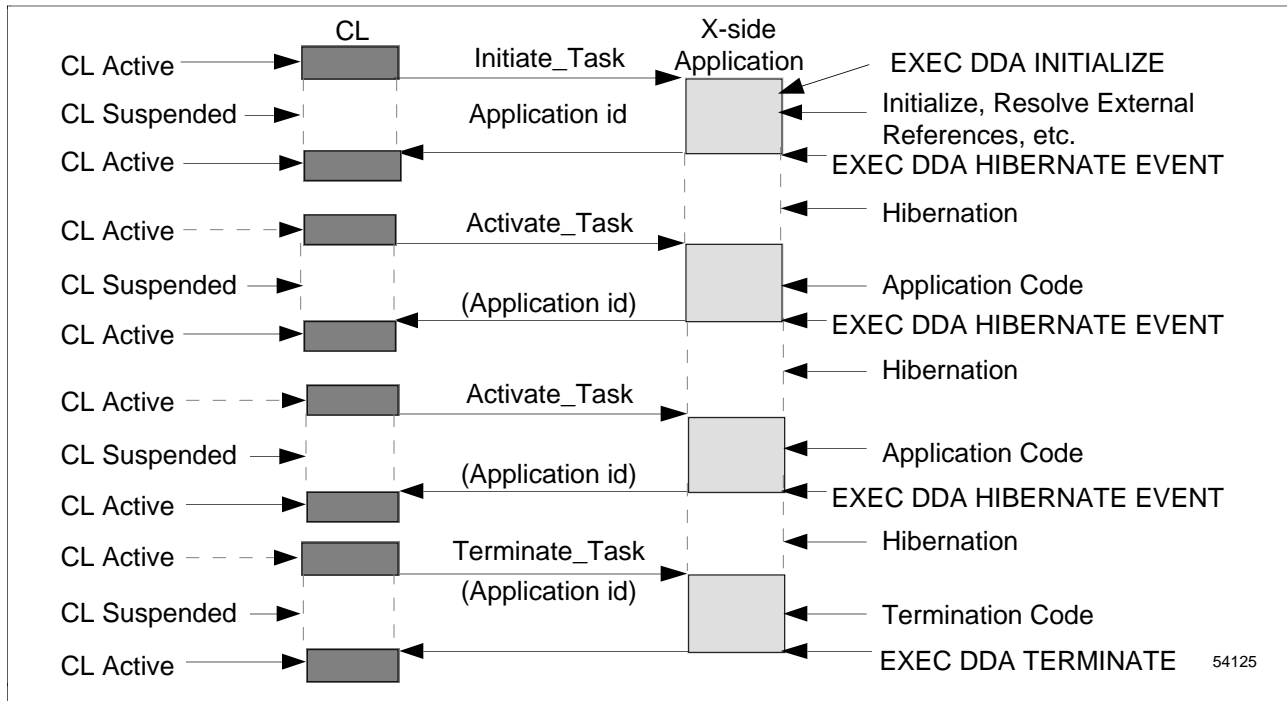 CL
X-side
Application
CL Active
Initiate_Task
EXEC DDA INITIALIZE
CL Suspended
Application id
Initialize, Resolve External
References, etc.
CL Active
EXEC DDA HIBERNATE EVENT
Hibernation
CL Active
Activate_Task
CL Suspended
Application Code
(Application id)
CL Active
EXEC DDA HIBERNATE EVENT
Hibernation
CL Active
Activate_Task
CL Suspended
Application Code
(Application id)
CL Active
EXEC DDA HIBERNATE EVENT
Hibernation
CL Active
Terminate_Task
(Application id)
CL Suspended
Termination Code
CL Active
EXEC DDA TERMINATE
54125